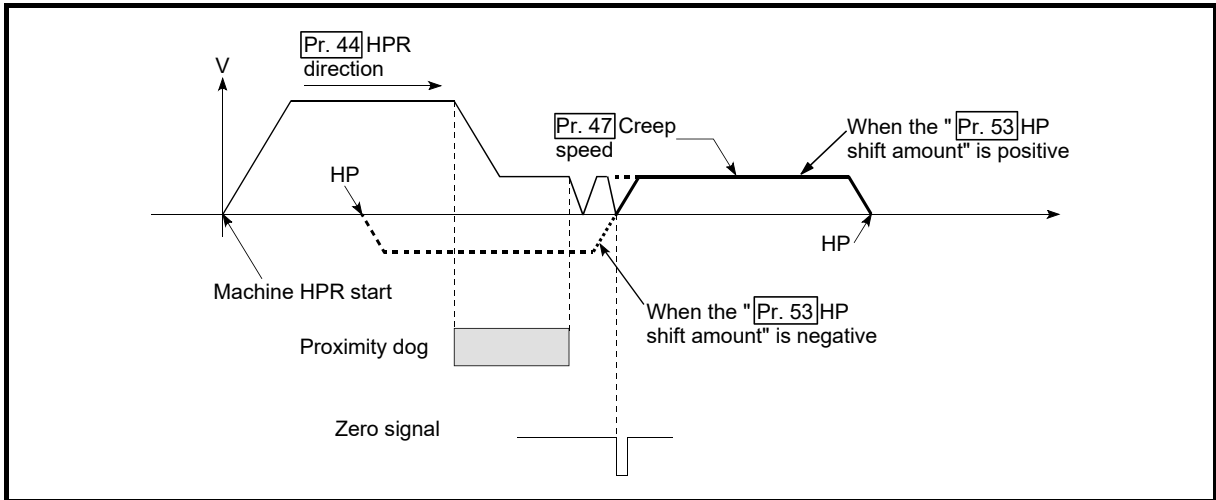 Pr. 44 HPR
direction
V
Pr. 47 Creep
speed
When the " Pr. 53 HP
shift amount" is positive
HP
HP
Machine HPR start
When the " Pr. 53 HP
shift amount" is negative
Proximity dog
Zero signal